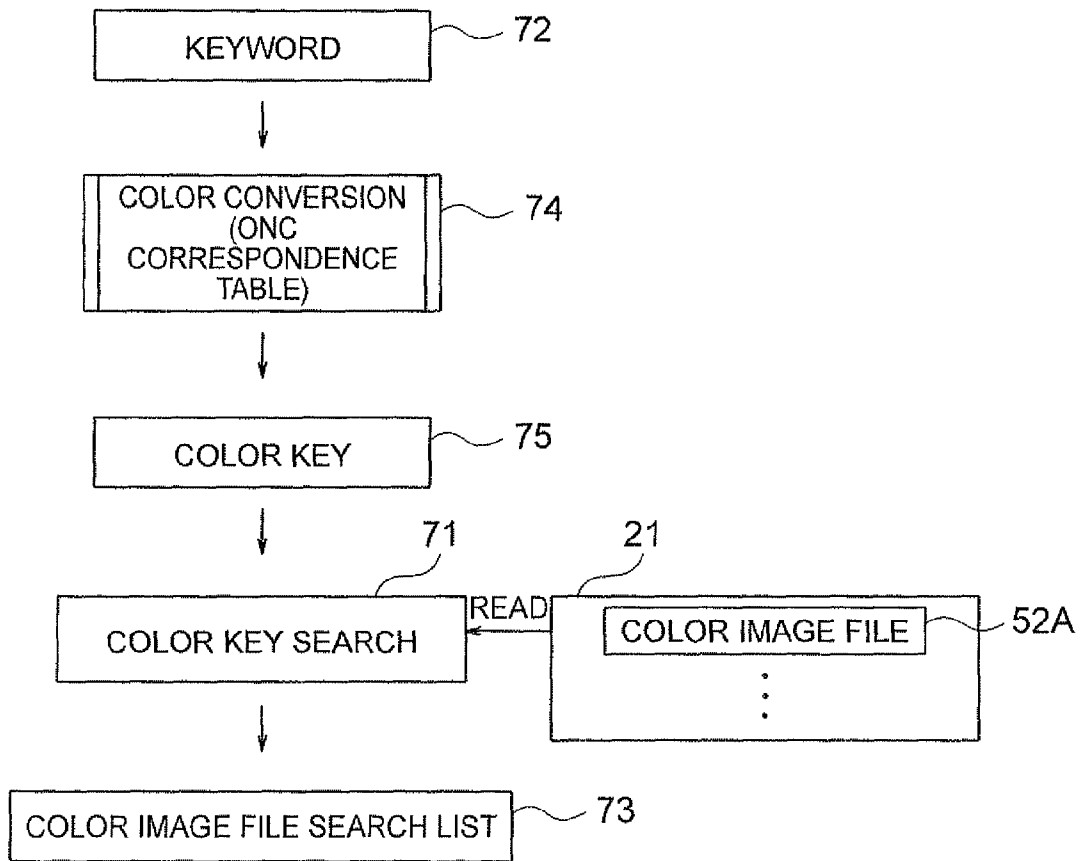 KEYWORD
72
COLOR CONVERSION
(ONC
CORRESPONDENCE
TABLE)
74
COLOR KEY
75
71
21
COLOR KEY SEARCH
READ
COLOR IMAGE FILE
52A
COLOR IMAGE FILE SEARCH LIST
73